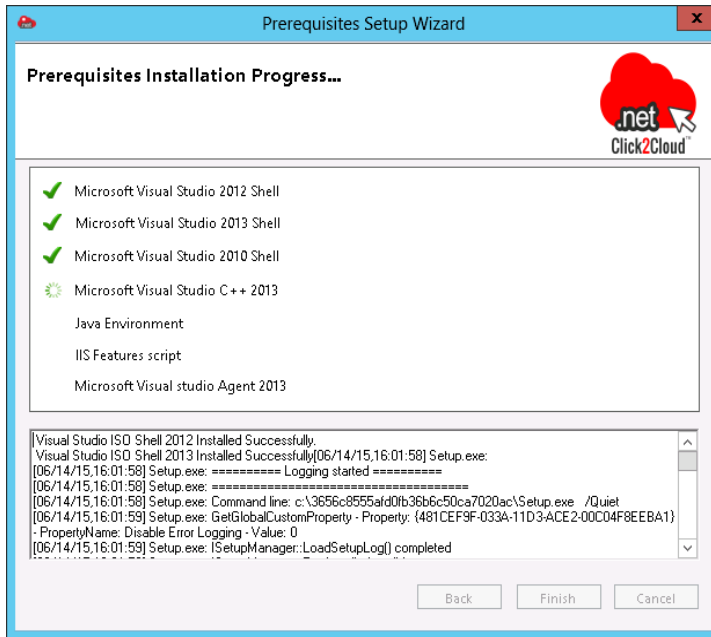 .net
Prerequisites Setup Wizard
x
Prerequisites Installation Progress...
.net
Click2Cloud™
Microsoft Visual Studio 2012 Shell
Microsoft Visual Studio 2013 Shell
Microsoft Visual Studio 2010 Shell
Microsoft Visual Studio C++ 2013
Java Environment
IIS Features script
Microsoft Visual studio Agent 2013
Visual Studio ISO Shell 2012 Installed Successfully.
Visual Studio ISO Shell 2013 Installed Successfully[06/14/15,16:01:58] Setup.exe:
[06/14/15,16:01:58] Setup.exe: ========== Logging started ==========
[06/14/15,16:01:58] Setup.exe: ===================================
[06/14/15,16:01:58] Setup.exe: Command line: c:\3656c8555afd0fb36b6c50ca7020ac\Setup.exe /Quiet
[06/14/15,16:01:59] Setup.exe: GetGlobalCustomProperty - Property: {481CEF9F-033A-11D3-ACE2-00C04F8EEBA1}
- PropertyName: Disable Error Logging - Value: 0
[06/14/15,16:01:59] Setup.exe: ISetupManager::LoadSetupLog() completed
Back
Finish
Cancel